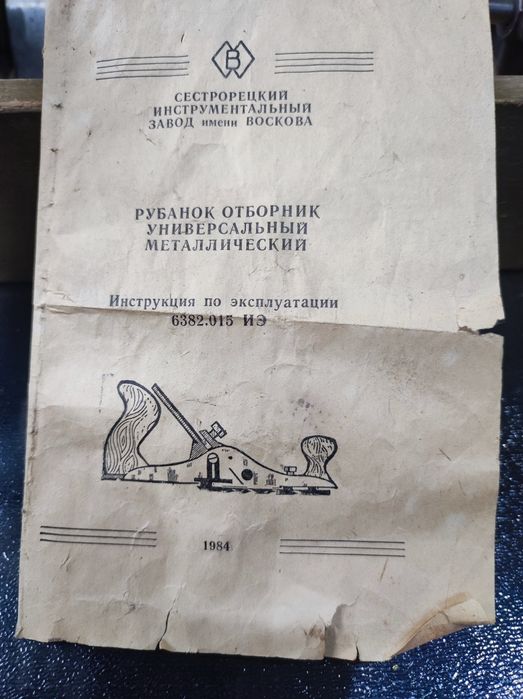 В
СЕСТРОРЕЦКИЙ
ИНСТРУМЕНТАЛЬНЫЙ
ЗАВОД имени ВОСКОВА
РУБАНОК ОТБОРНИК
УНИВЕРСАЛЬНЫЙ
МЕТАЛЛИЧЕСКИЙ
Инструкция по эксплуатации
6382.015 ИЭ
1984